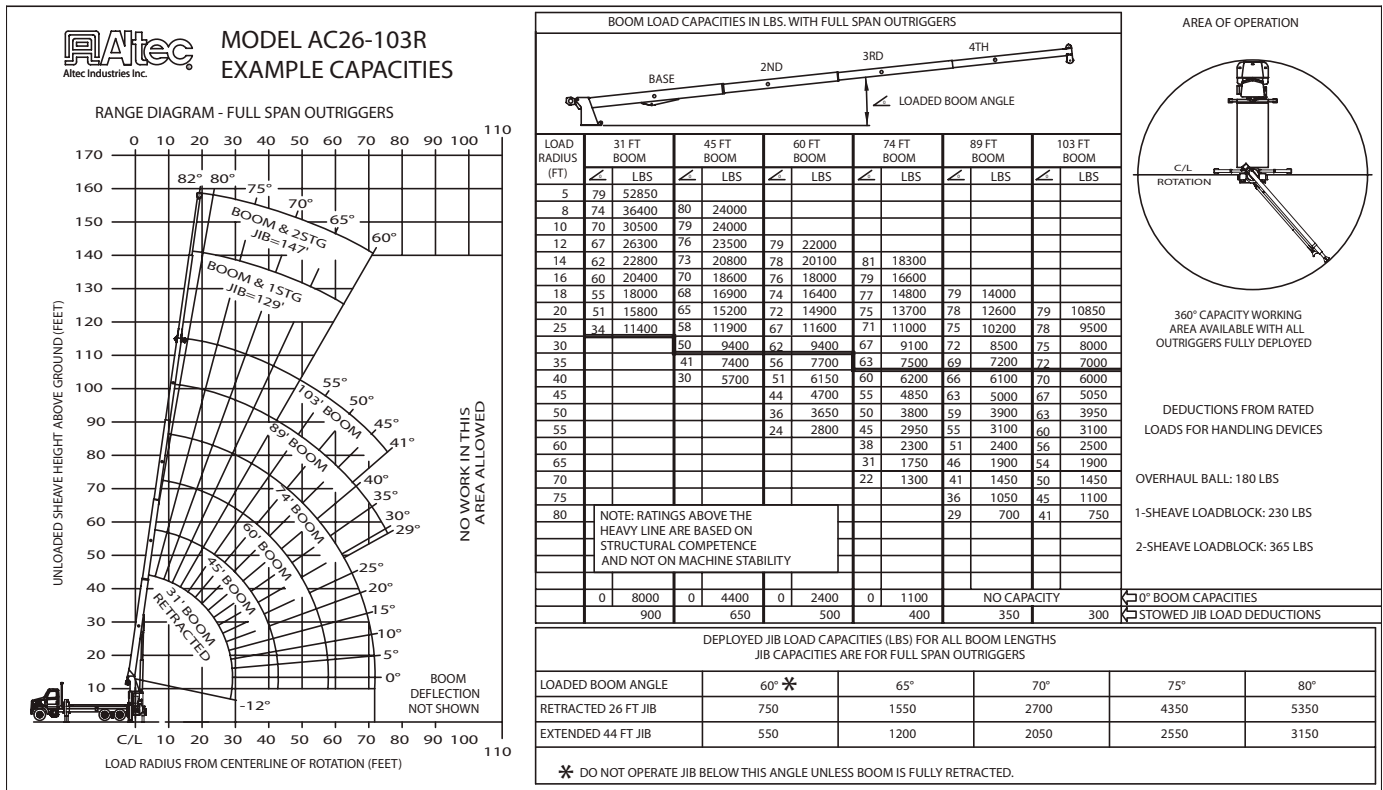 Altec
Altec Industries Inc.
MODEL AC26-103R
EXAMPLE CAPACITIES
RANGE DIAGRAM - FULL SPAN OUTRIGGERS
110
0 10 20 30 40 50 60 70 80 90 100
170
160
150
140
130
120
110
100
90
80
70
60
50
40
30
20
10
UNLOADED SHEAVE HEIGHT ABOVE GROUND (FEET)
82° 80°
75°
70°
65°
60°
BOOM & 2STG
JIB=147'
BOOM & 1STG
JIB=129'
55°
50°
45°
41°
103' BOOM
89' BOOM
40°
35°
30°
29°
74' BOOM
60' BOOM
25°
45' BOOM
20°
15°
31' BOOM
RETRACTED
10°
5°
0°
-12°
NO WORK IN THIS
AREA ALLOWED
BOOM
DEFLECTION
NOT SHOWN
C/L 10 20 30 40 50 60 70 80 90 100
110
LOAD RADIUS FROM CENTERLINE OF ROTATION (FEET)
BOOM LOAD CAPACITIES IN LBS. WITH FULL SPAN OUTRIGGERS
BASE
2ND
3RD
4TH
LOADED BOOM ANGLE
LOAD RADIUS (FT) 31 FT BOOM 45 FT BOOM 60 FT BOOM 74 FT BOOM 89 FT BOOM 103 FT BOOM
LBS LBS LBS LBS LBS LBS
5 79 52850
8 74 36400 80 24000
10 70 30500 79 24000
12 67 26300 76 23500 79 22000
14 62 22800 73 20800 78 20100 81 18300
16 60 20400 70 18600 76 18000 79 16600
18 55 18000 68 16900 74 16400 77 14800 79 14000
20 51 15800 65 15200 72 14900 75 13700 78 12600 79 10850
25 34 11400 58 11900 67 11600 71 11000 75 10200 78 9500
30 50 9400 62 9400 67 9100 72 8500 75 8000
35 41 7400 56 7700 63 7500 69 7200 72 7000
40 30 5700 51 6150 60 6200 66 6100 70 6000
45 44 4700 55 4850 63 5000 67 5050
50 36 3650 50 3800 59 3900 63 3950
55 24 2800 45 2950 55 3100 60 3100
60 38 2300 51 2400 56 2500
65 31 1750 46 1900 54 1900
70 22 1300 41 1450 50 1450
75 36 1050 45 1100
80 29 700 41 750
NOTE: RATINGS ABOVE THE
HEAVY LINE ARE BASED ON
STRUCTURAL COMPETENCE
AND NOT ON MACHINE STABILITY
0 8000 0 4400 0 2400 0 1100 NO CAPACITY 0° BOOM CAPACITIES
900 650 500 400 350 300 STOWED JIB LOAD DEDUCTIONS
AREA OF OPERATION
C/L
ROTATION
360° CAPACITY WORKING
AREA AVAILABLE WITH ALL
OUTRIGGERS FULLY DEPLOYED
DEDUCTIONS FROM RATED
LOADS FOR HANDLING DEVICES
OVERHAUL BALL: 180 LBS
1-SHEAVE LOADBLOCK: 230 LBS
2-SHEAVE LOADBLOCK: 365 LBS
DEPLOYED JIB LOAD CAPACITIES (LBS) FOR ALL BOOM LENGTHS
JIB CAPACITIES ARE FOR FULL SPAN OUTRIGGERS
LOADED BOOM ANGLE 60° * 65° 70° 75° 80°
RETRACTED 26 FT JIB 750 1550 2700 4350 5350
EXTENDED 44 FT JIB 550 1200 2050 2550 3150
* DO NOT OPERATE JIB BELOW THIS ANGLE UNLESS BOOM IS FULLY RETRACTED.